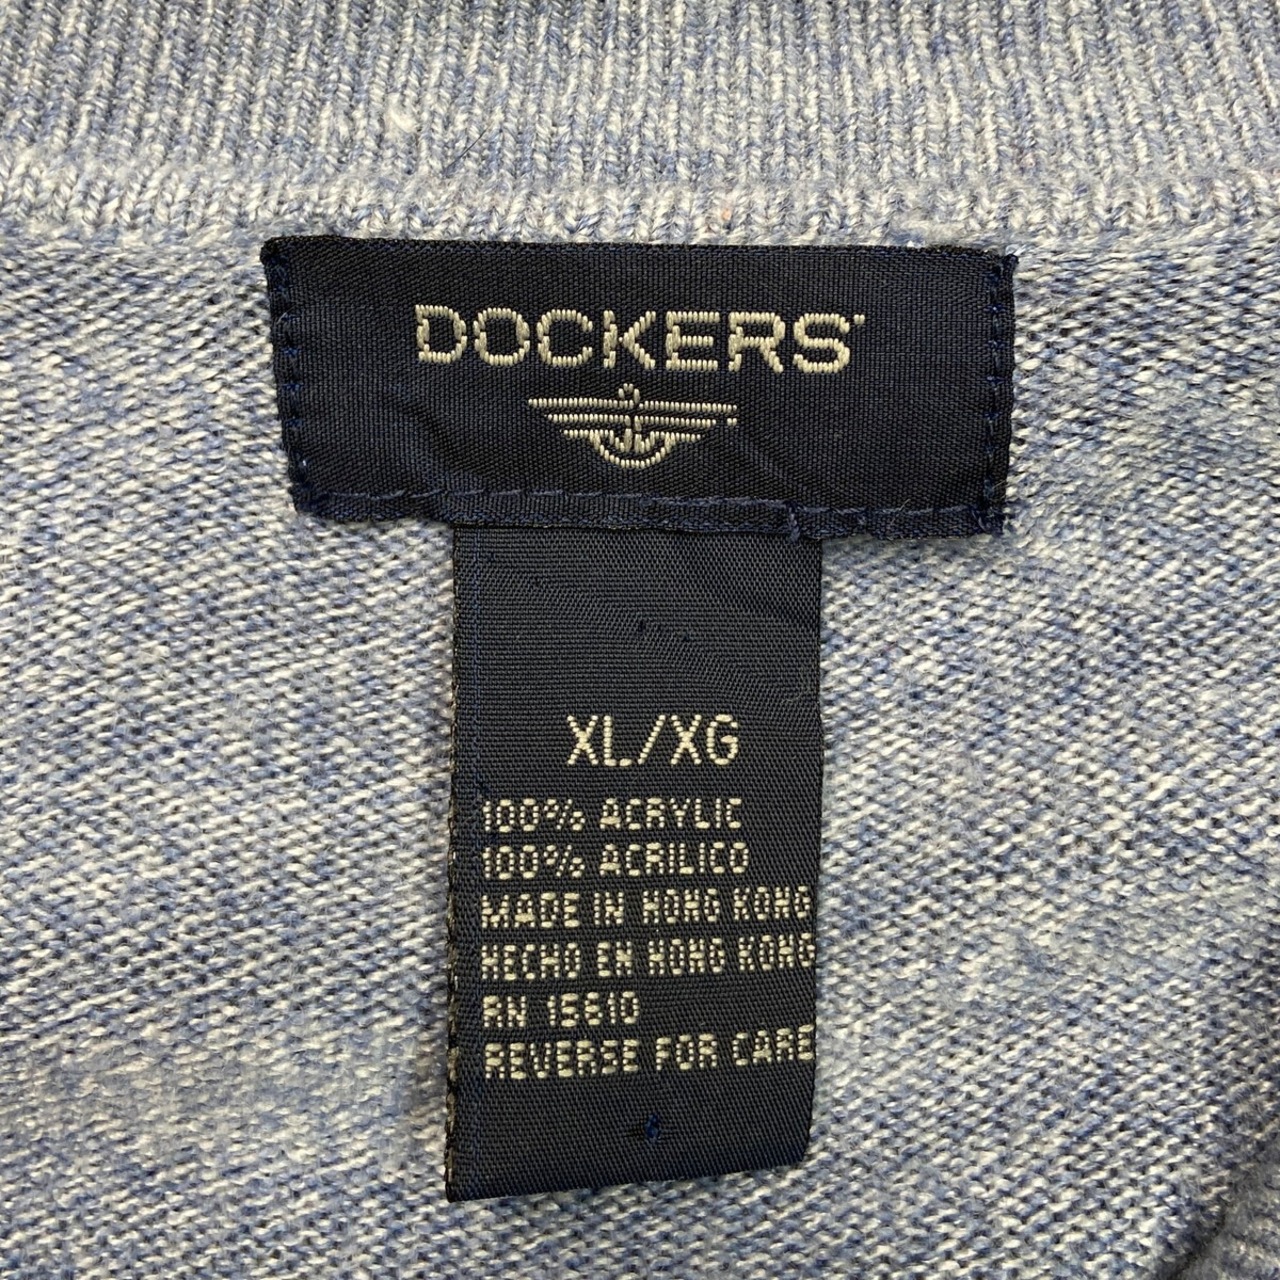 DOCKERS
XL/XG
100% ACRYLIC
100% ACRILICO
MADE IN HONG KONG
HECHO EN HONG KONG
RN 15610
REVERSE FOR CARE